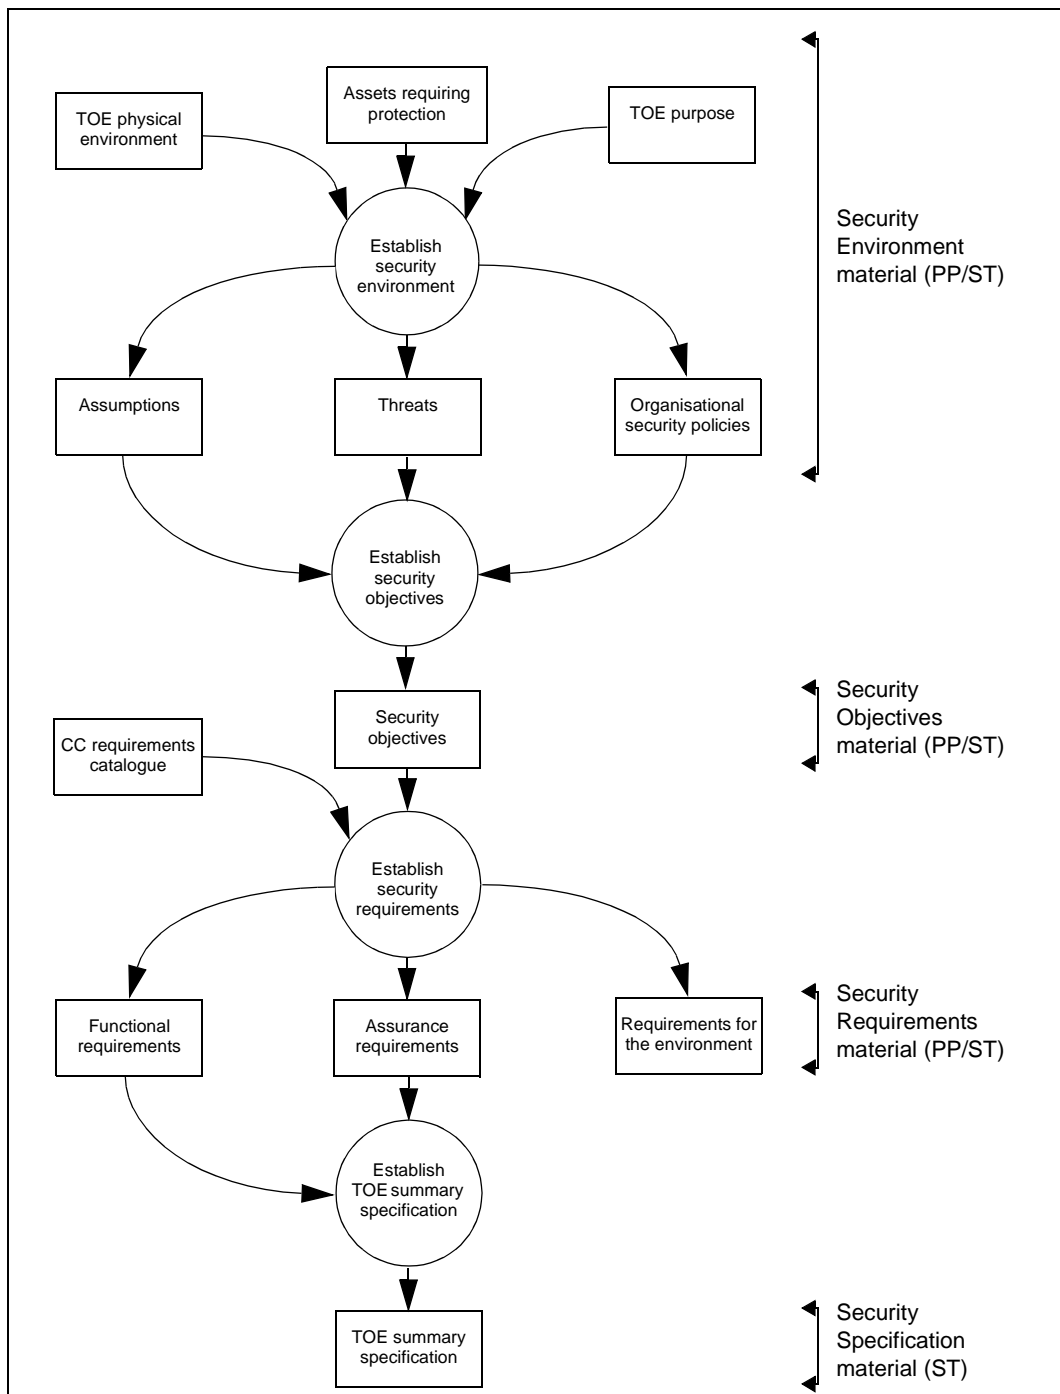 Assets requiring
protection
TOE physical
environment
TOE purpose
Establish
security
environment
Security
Environment
material (PP/ST)
Assumptions
Threats
Organisational
security policies
Establish
security
objectives
Security
objectives
Security
Objectives
material (PP/ST)
CC requirements
catalogue
Establish
security
requirements
Functional
requirements
Assurance
requirements
Requirements for
the environment
Security
Requirements
material (PP/ST)
Establish
TOE summary
specification
TOE summary
specification
Security
Specification
material (ST)